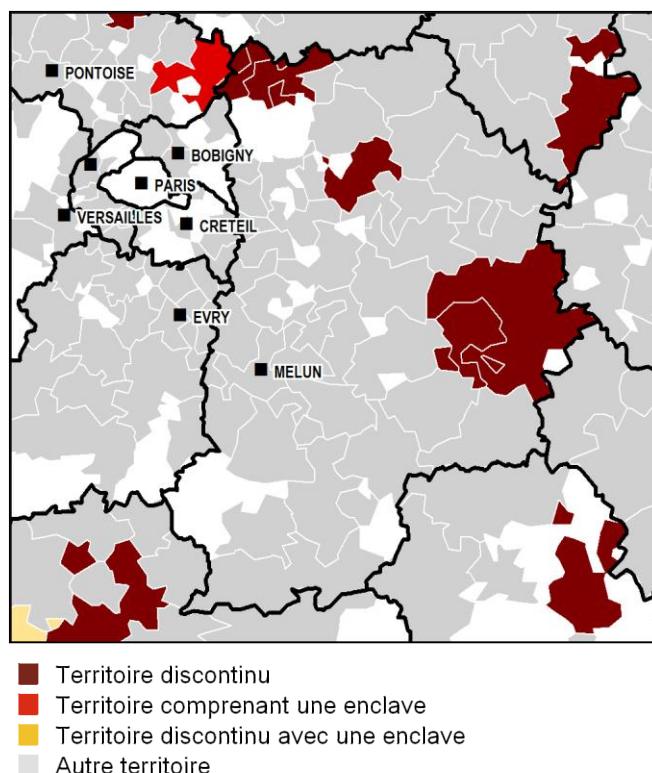 PONTOISE
BOBIGNY
PARIS
VERSAILLES
CRETEIL
EVRY
MELUN
Territoire discontinu
Territoire comprenant une enclave
Territoire discontinu avec une enclave
Autre territoire